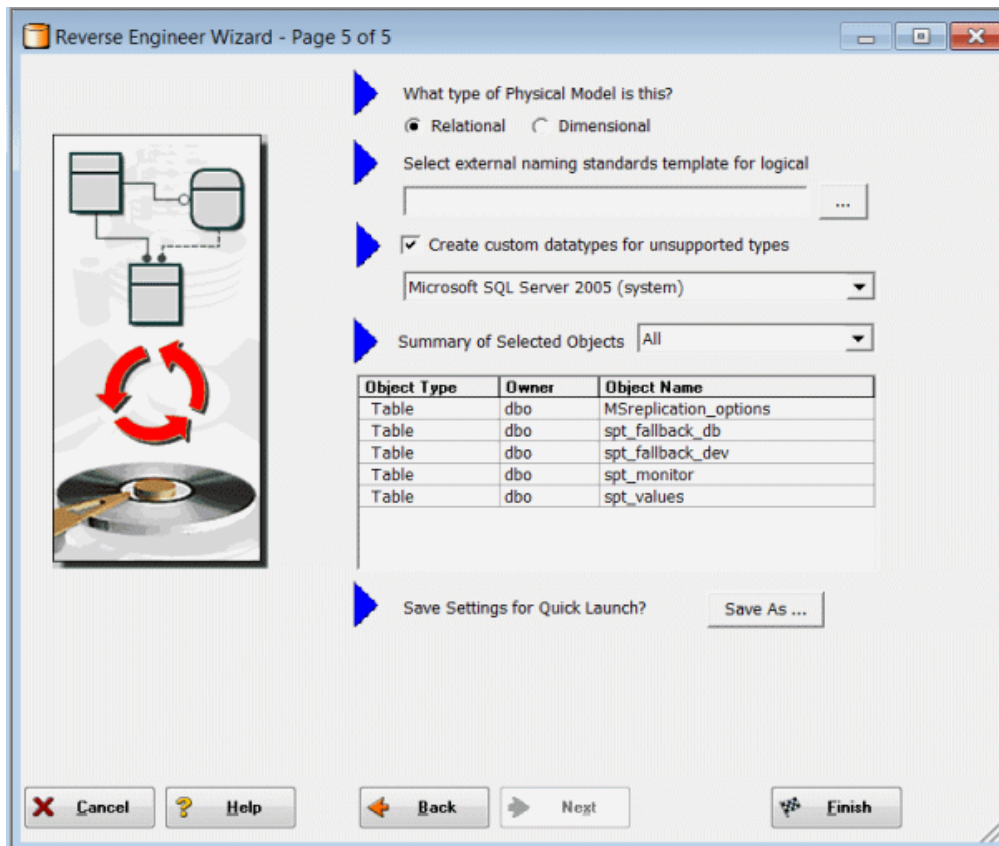 Reverse Engineer Wizard - Page 5 of 5
What type of Physical Model is this?
Relational Dimensional
Select external naming standards template for logical
...
Create custom datatypes for unsupported types
Microsoft SQL Server 2005 (system)
Summary of Selected Objects All
Object Type Owner Object Name
Table dbo MSreplication_options
Table dbo spt_fallback_db
Table dbo spt_fallback_dev
Table dbo spt_monitor
Table dbo spt_values
Save Settings for Quick Launch? Save As ...
Cancel Help Back Next Finish